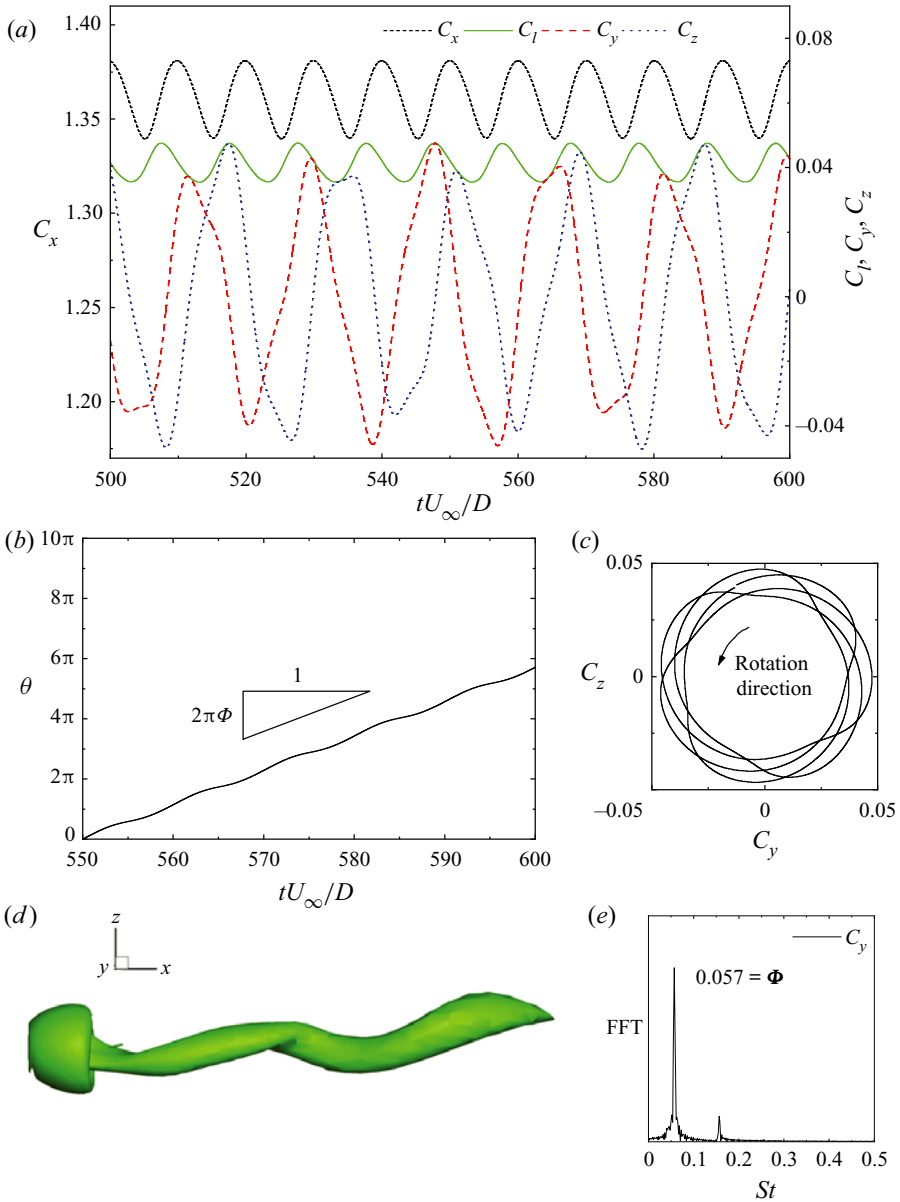 (a)
1.40
1.35
1.30
1.25
1.20
C_x
C_x C_l C_y C_z
0.08
0.04
0
–0.04
C_l, C_y, C_z
500 520 540 560 580 600
tU_∞/D
(b)
10π
8π
6π
4π
2π
0
θ
1
2πΦ
550 560 570 580 590 600
tU_∞/D
(c)
0.05
0
–0.05
C_z
Rotation
direction
0 0.05
C_y
(d)
z
y x
(e)
C_y
0.057 = Φ
FFT
0 0.1 0.2 0.3 0.4 0.5
St